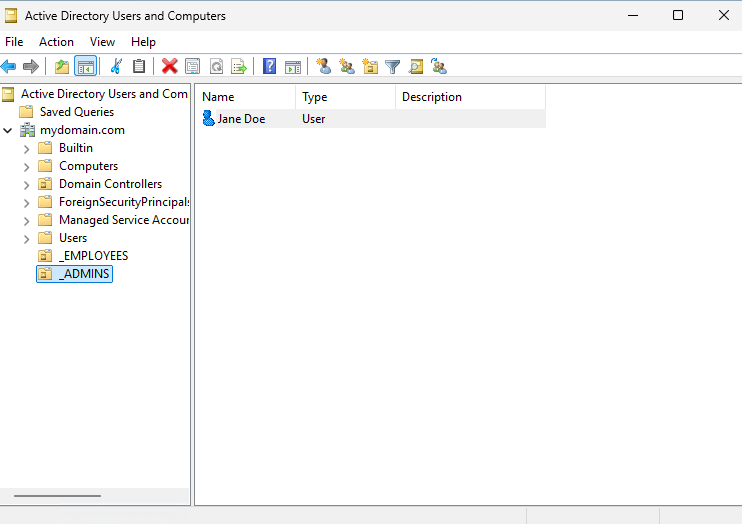 Active Directory Users and Computers
File Action View Help
Active Directory Users and Com
Saved Queries
mydomain.com
Builtin
Computers
Domain Controllers
ForeignSecurityPrincipals
Managed Service Accour
Users
_EMPLOYEES
_ADMINS
Name Type Description
Jane Doe User